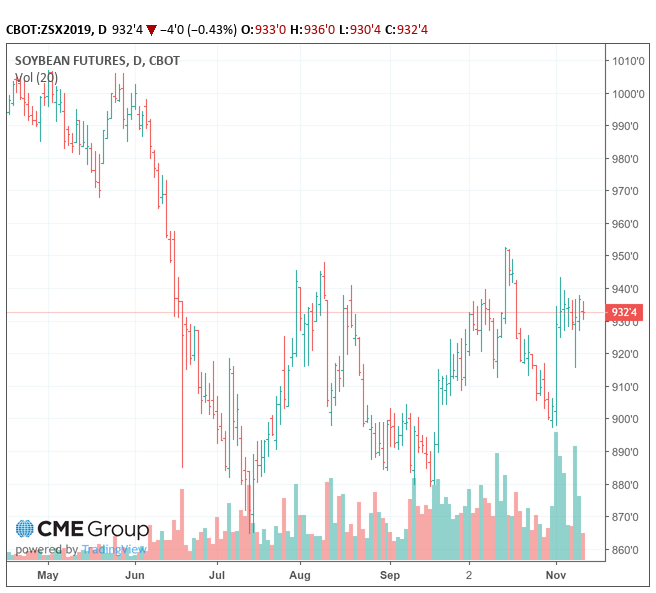 CBOT:ZSX2019, D 932'4 ▼ −4'0 (−0.43%) O:933'0 H:936'0 L:930'4 C:932'4
SOYBEAN FUTURES, D, CBOT
Vol (20)
1010'0
1000'0
990'0
980'0
970'0
960'0
950'0
940'0
932'4
930'0
920'0
910'0
900'0
890'0
880'0
870'0
860'0
CME Group
powered by TradingView
May Jun Jul Aug Sep 2 Nov